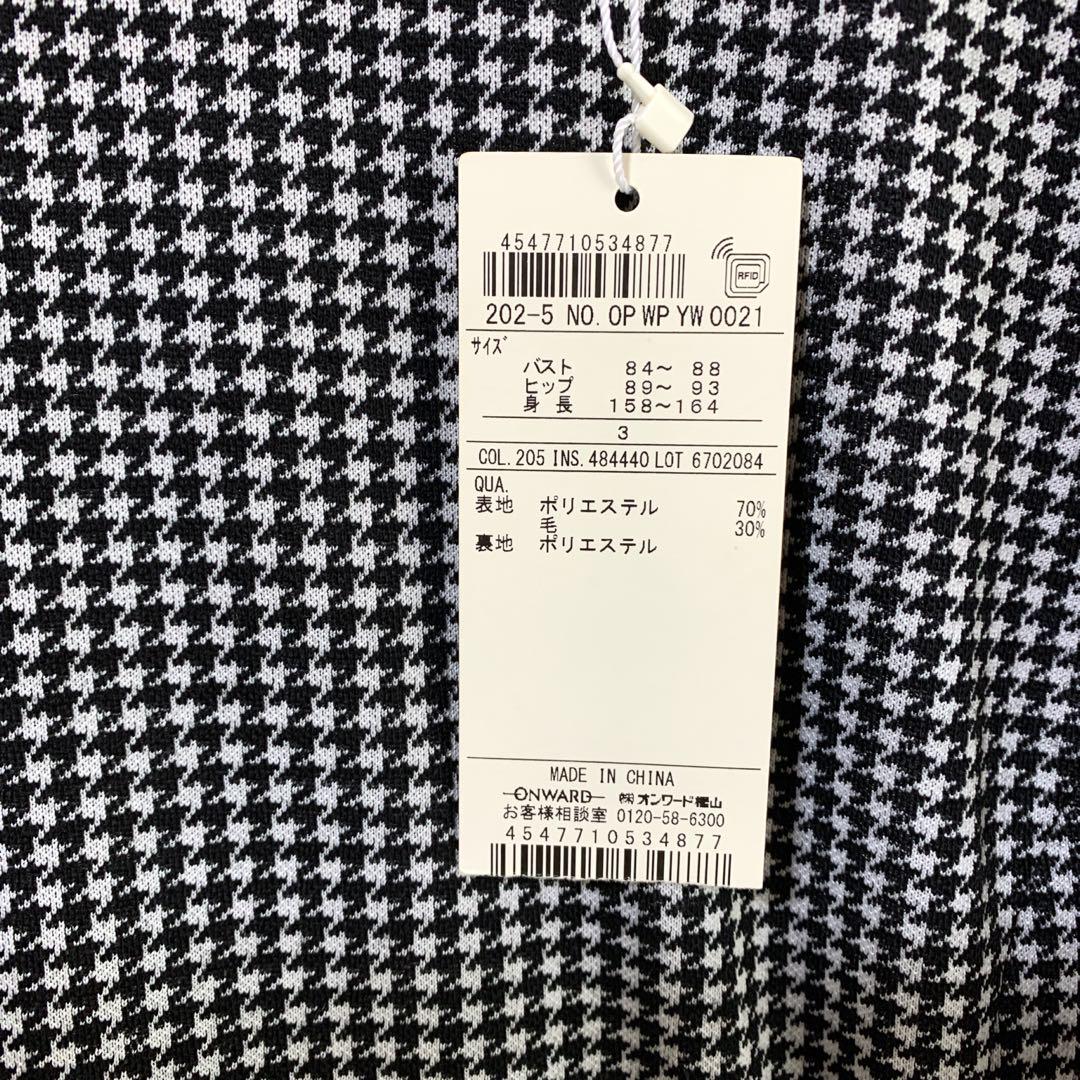 4547710534877
RFID
202-5 NO. OP WP YW 0021
ｻｲｽﾞ
バスト 84～ 88
ヒップ 89～ 93
身長 158～164
3
COL. 205 INS. 484440 LOT 6702084
QUA.
表地 ポリエステル 70%
毛 30%
裏地 ポリエステル
MADE IN CHINA
ONWARD ㈱オンワード樫山
お客様相談室 0120-58-6300
4547710534877